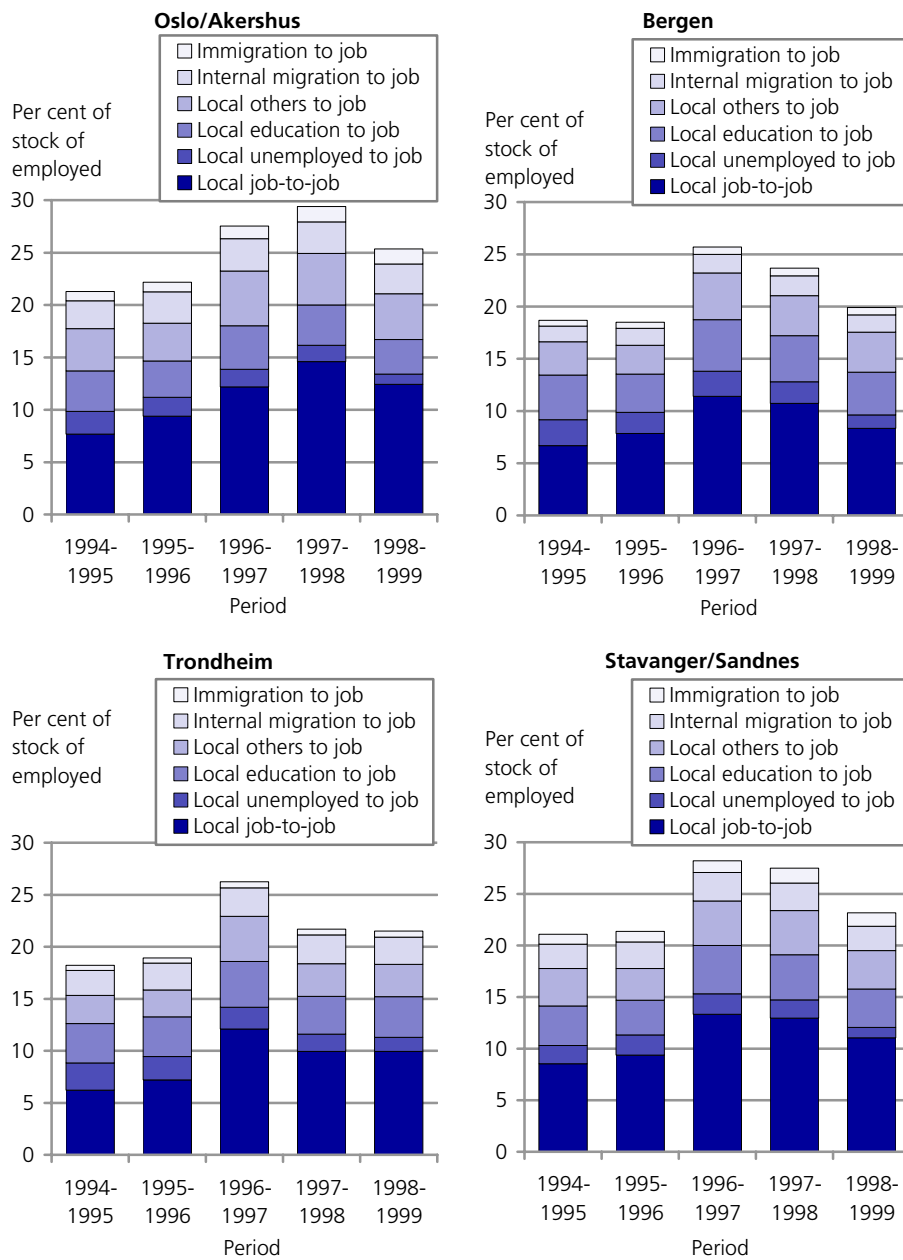 Oslo/Akershus
Immigration to job
Internal migration to job
Local others to job
Local education to job
Local unemployed to job
Local job-to-job
Per cent of
stock of
employed
30
25
20
15
10
5
0
1994-
1995
1995-
1996
1996-
1997
1997-
1998
1998-
1999
Period
Bergen
Immigration to job
Internal migration to job
Local others to job
Local education to job
Local unemployed to job
Local job-to-job
Per cent of
stock of
employed
30
25
20
15
10
5
0
1994-
1995
1995-
1996
1996-
1997
1997-
1998
1998-
1999
Period
Trondheim
Immigration to job
Internal migration to job
Local others to job
Local education to job
Local unemployed to job
Local job-to-job
Per cent of
stock of
employed
30
25
20
15
10
5
0
1994-
1995
1995-
1996
1996-
1997
1997-
1998
1998-
1999
Period
Stavanger/Sandnes
Immigration to job
Internal migration to job
Local others to job
Local education to job
Local unemployed to job
Local job-to-job
Per cent of
stock of
employed
30
25
20
15
10
5
0
1994-
1995
1995-
1996
1996-
1997
1997-
1998
1998-
1999
Period